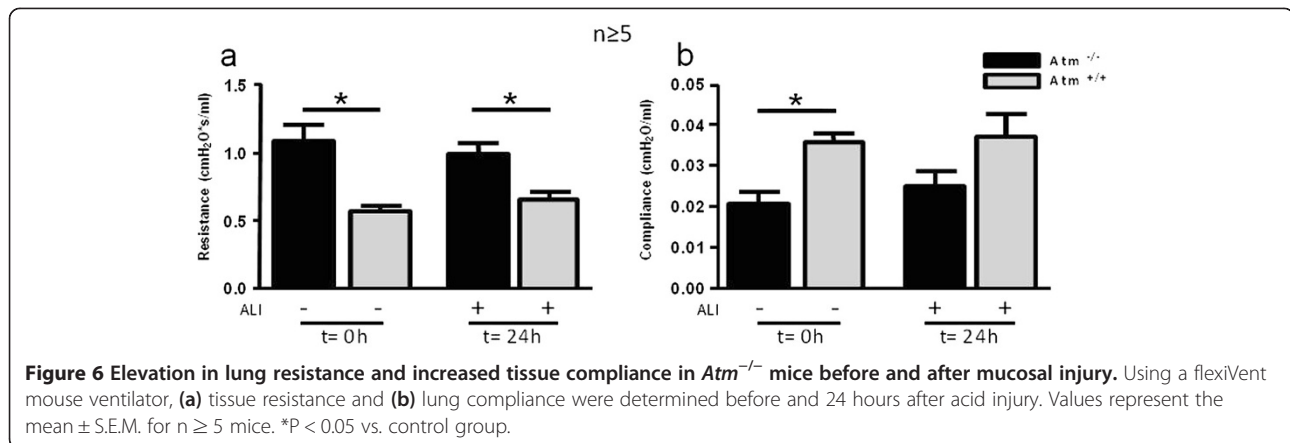 n≥5
a
b
Atm -/-
Atm +/+
Resistance (cmH₂O*s/ml)
1.5
1.0
0.5
0.0
*
*
ALI - - + +
t= 0h t= 24h
Compliance (cmH₂O/ml)
0.05
0.04
0.03
0.02
0.01
0.00
*
ALI - - + +
t= 0h t= 24h
Figure 6 Elevation in lung resistance and increased tissue compliance in Atm−/− mice before and after mucosal injury. Using a flexiVent
mouse ventilator, (a) tissue resistance and (b) lung compliance were determined before and 24 hours after acid injury. Values represent the
mean ± S.E.M. for n ≥ 5 mice. *P < 0.05 vs. control group.